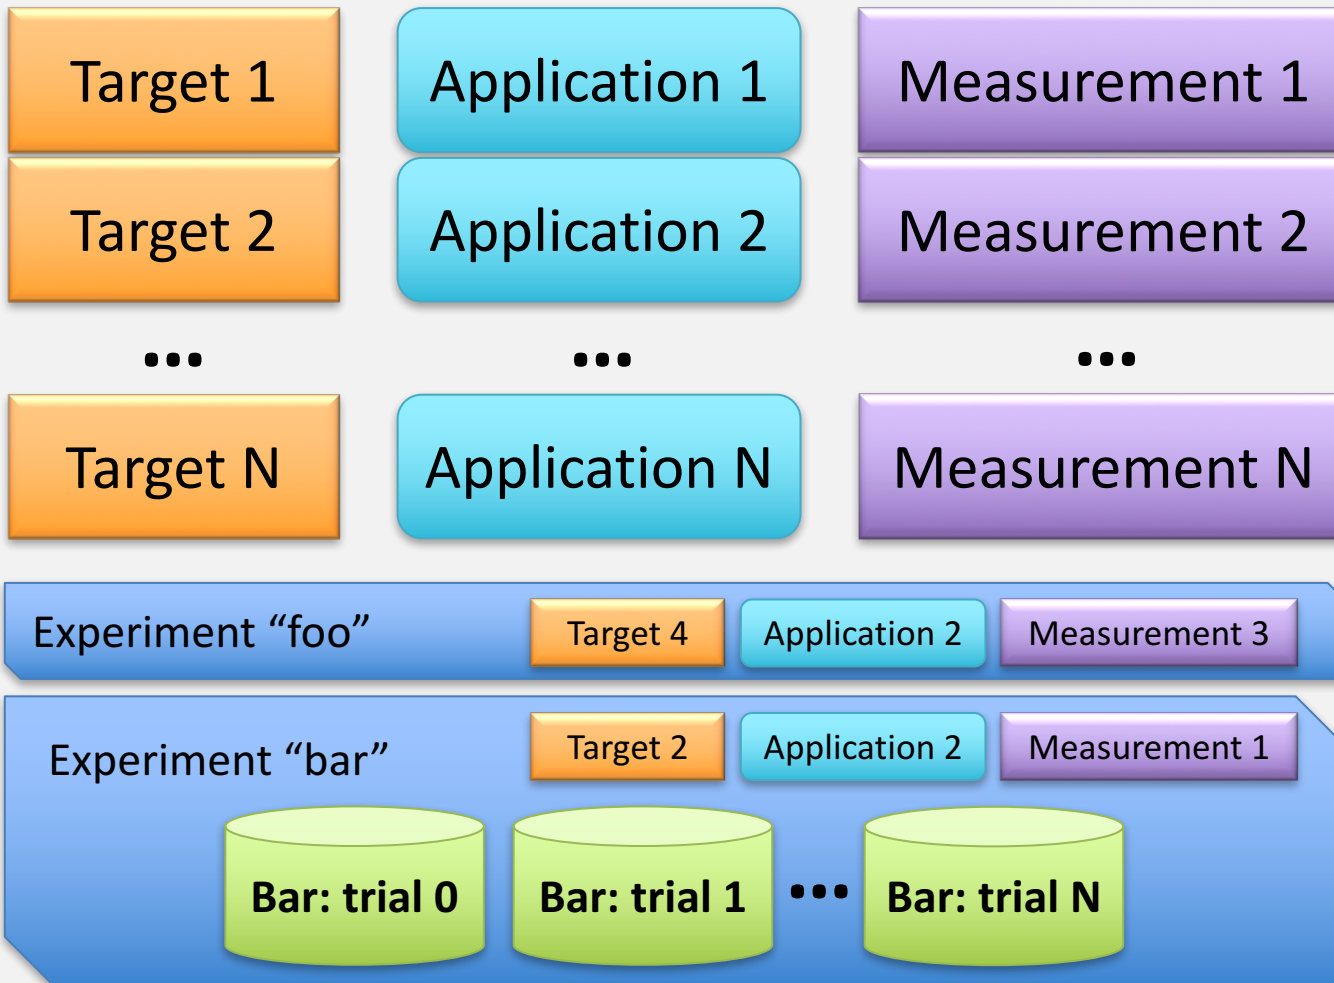 Target 1 Application 1 Measurement 1
Target 2 Application 2 Measurement 2
... ... ...
Target N Application N Measurement N
Experiment “foo” Target 4 Application 2 Measurement 3
Experiment “bar” Target 2 Application 2 Measurement 1
Bar: trial 0 Bar: trial 1 ... Bar: trial N